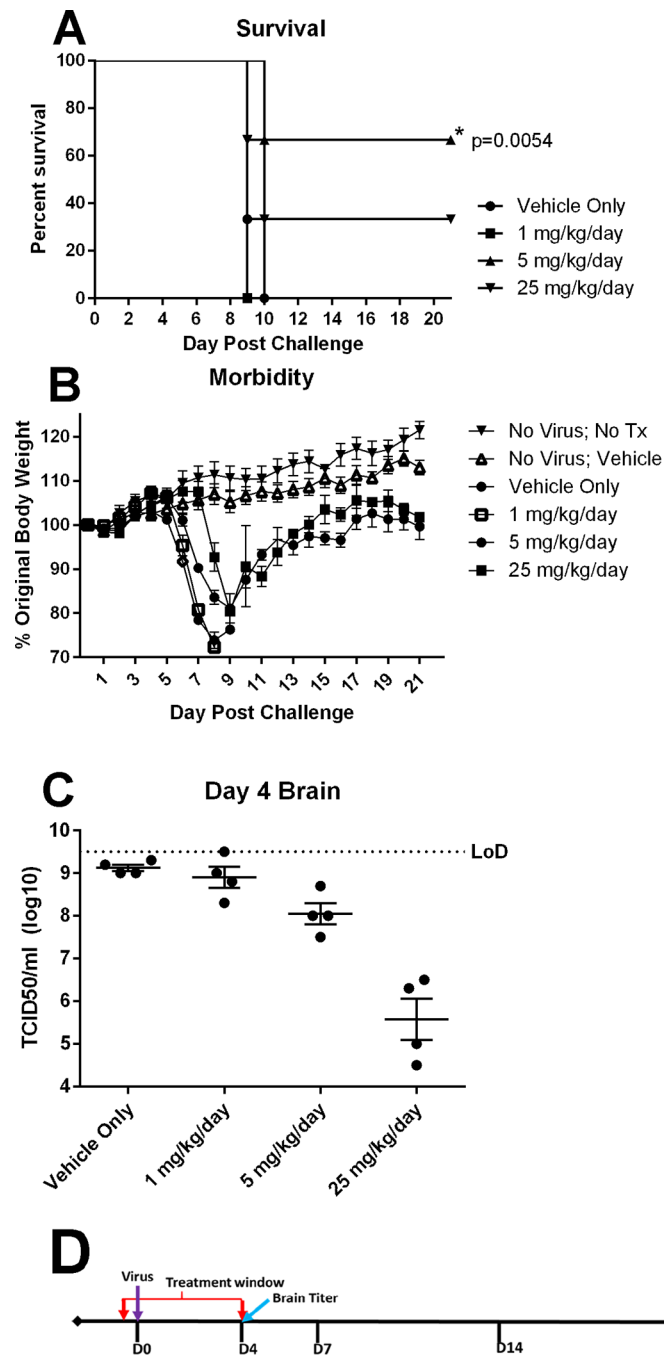 A
Survival
100
80
60
40
20
0
Percent survival
* p=0.0054
Vehicle Only
1 mg/kg/day
5 mg/kg/day
25 mg/kg/day
0 2 4 6 8 10 12 14 16 18 20
Day Post Challenge
B
Morbidity
120
110
100
90
80
70
% Original Body Weight
No Virus; No Tx
No Virus; Vehicle
Vehicle Only
1 mg/kg/day
5 mg/kg/day
25 mg/kg/day
1 3 5 7 9 11 13 15 17 19 21
Day Post Challenge
C
Day 4 Brain
10
9
8
7
6
5
4
TCID50/ml (log10)
LoD
Vehicle Only
1 mg/kg/day
5 mg/kg/day
25 mg/kg/day
D
Virus
Treatment window
Brain Titer
D0 D4 D7 D14